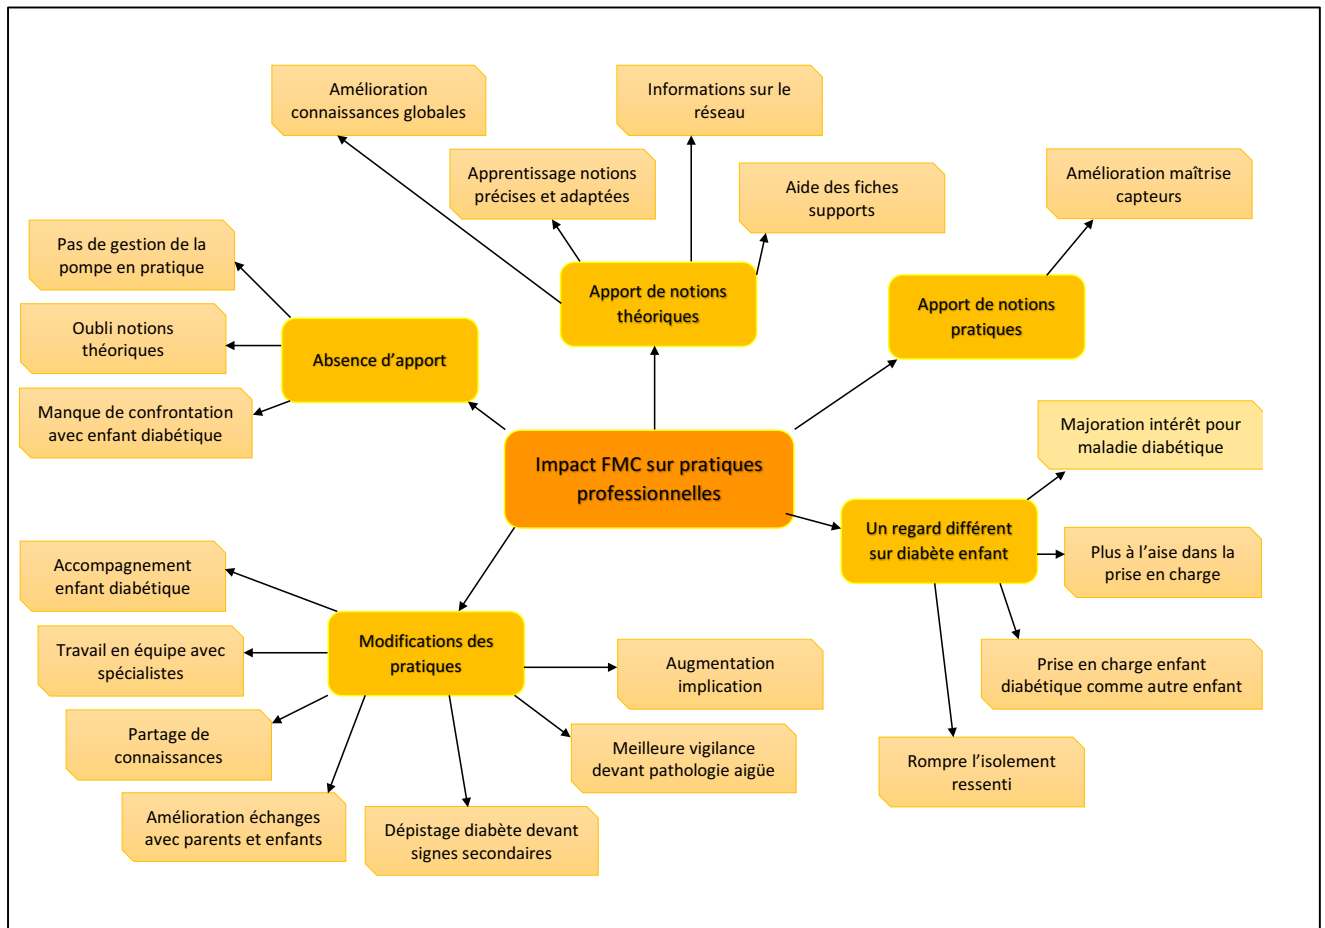 Amélioration
connaissances globales
Informations sur le
réseau
Apprentissage notions
précises et adaptées
Aide des fiches
supports
Amélioration maîtrise
capteurs
Pas de gestion de la
pompe en pratique
Oubli notions
théoriques
Manque de confrontation
avec enfant diabétique
Absence d’apport
Apport de notions
théoriques
Apport de notions
pratiques
Impact FMC sur pratiques
professionnelles
Majoration intérêt pour
maladie diabétique
Un regard différent
sur diabète enfant
Plus à l’aise dans la
prise en charge
Prise en charge enfant
diabétique comme autre enfant
Rompre l’isolement
ressenti
Accompagnement
enfant diabétique
Travail en équipe avec
spécialistes
Modifications des
pratiques
Augmentation
implication
Partage de
connaissances
Meilleure vigilance
devant pathologie aigüe
Amélioration échanges
avec parents et enfants
Dépistage diabète devant
signes secondaires